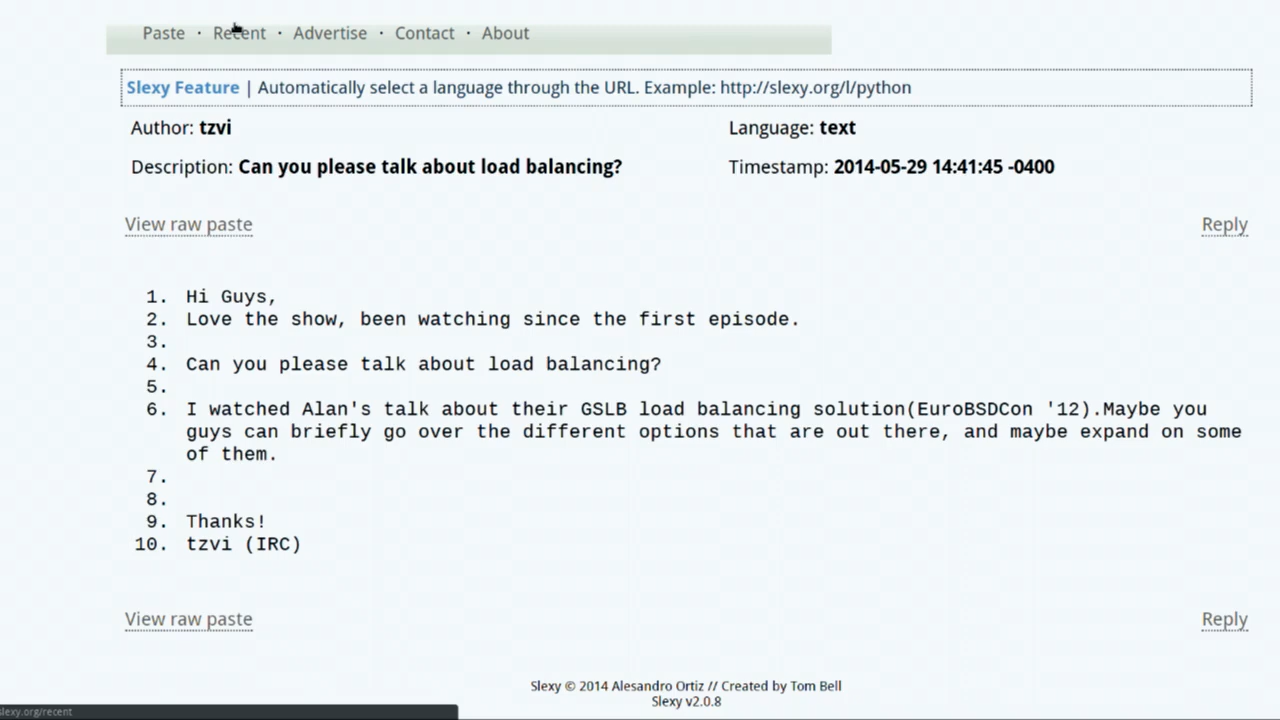 Paste · Recent · Advertise · Contact · About
Slexy Feature | Automatically select a language through the URL. Example: http://slexy.org/l/python
Author: tzvi
Language: text
Description: Can you please talk about load balancing?
Timestamp: 2014-05-29 14:41:45 -0400
View raw paste
Reply
1. Hi Guys,
2. Love the show, been watching since the first episode.
3.
4. Can you please talk about load balancing?
5.
6. I watched Alan's talk about their GSLB load balancing solution(EuroBSDCon '12).Maybe you
guys can briefly go over the different options that are out there, and maybe expand on some
of them.
7.
8.
9. Thanks!
10. tzvi (IRC)
View raw paste
Reply
Slexy © 2014 Alesandro Ortiz // Created by Tom Bell
Slexy v2.0.8
slexy.org/recent